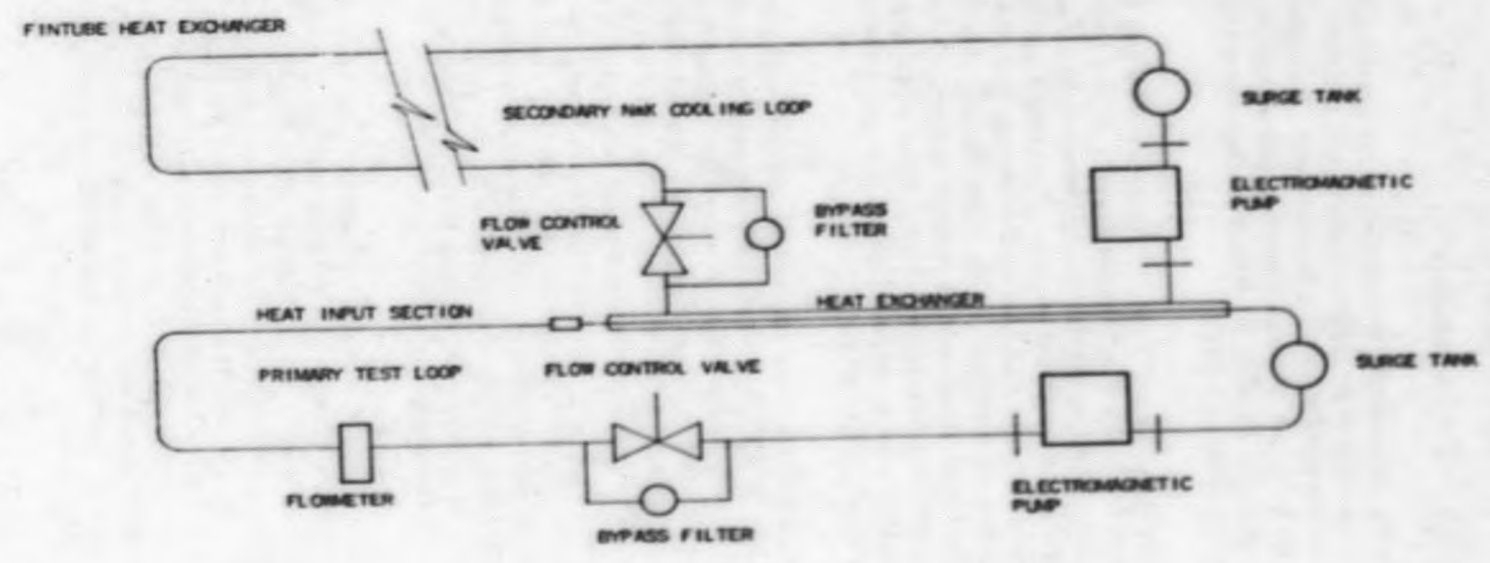 FINTUBE HEAT EXCHANGER
SECONDARY NaK COOLING LOOP
SURGE TANK
ELECTROMAGNETIC
PUMP
BYPASS
FILTER
FLOW CONTROL
VALVE
HEAT EXCHANGER
HEAT INPUT SECTION
PRIMARY TEST LOOP
FLOW CONTROL VALVE
SURGE TANK
FLOWMETER
ELECTROMAGNETIC
PUMP
BYPASS FILTER